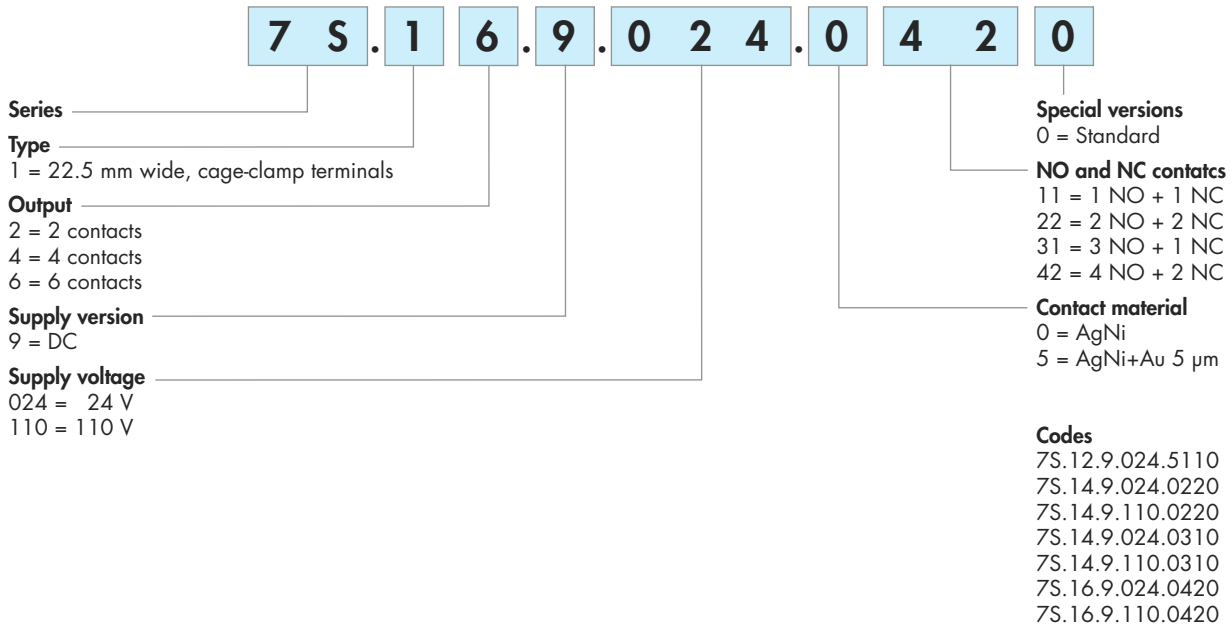 7 S . 1 6 . 9 . 0 2 4 . 0 4 2 0
Series
Type
1 = 22.5 mm wide, cage-clamp terminals
Output
2 = 2 contacts
4 = 4 contacts
6 = 6 contacts
Supply version
9 = DC
Supply voltage
024 = 24 V
110 = 110 V
Special versions
0 = Standard
NO and NC contatcs
11 = 1 NO + 1 NC
22 = 2 NO + 2 NC
31 = 3 NO + 1 NC
42 = 4 NO + 2 NC
Contact material
0 = AgNi
5 = AgNi+Au 5 µm
Codes
7S.12.9.024.5110
7S.14.9.024.0220
7S.14.9.110.0220
7S.14.9.024.0310
7S.14.9.110.0310
7S.16.9.024.0420
7S.16.9.110.0420